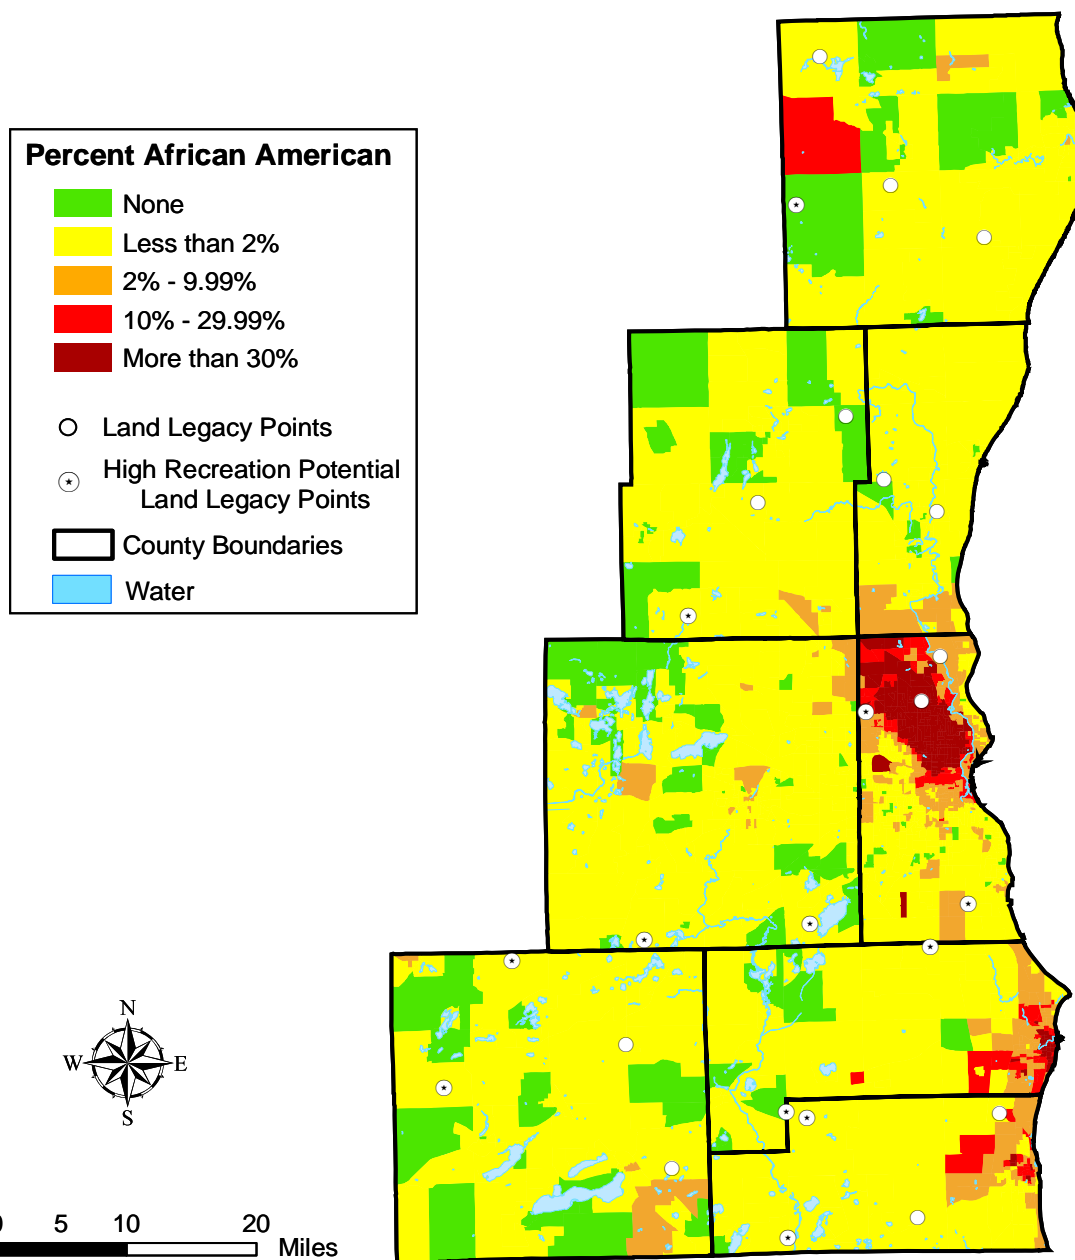 Percent African American
None
Less than 2%
2% - 9.99%
10% - 29.99%
More than 30%
Land Legacy Points
High Recreation Potential
Land Legacy Points
County Boundaries
Water
N
W E
S
0 5 10 20
Miles